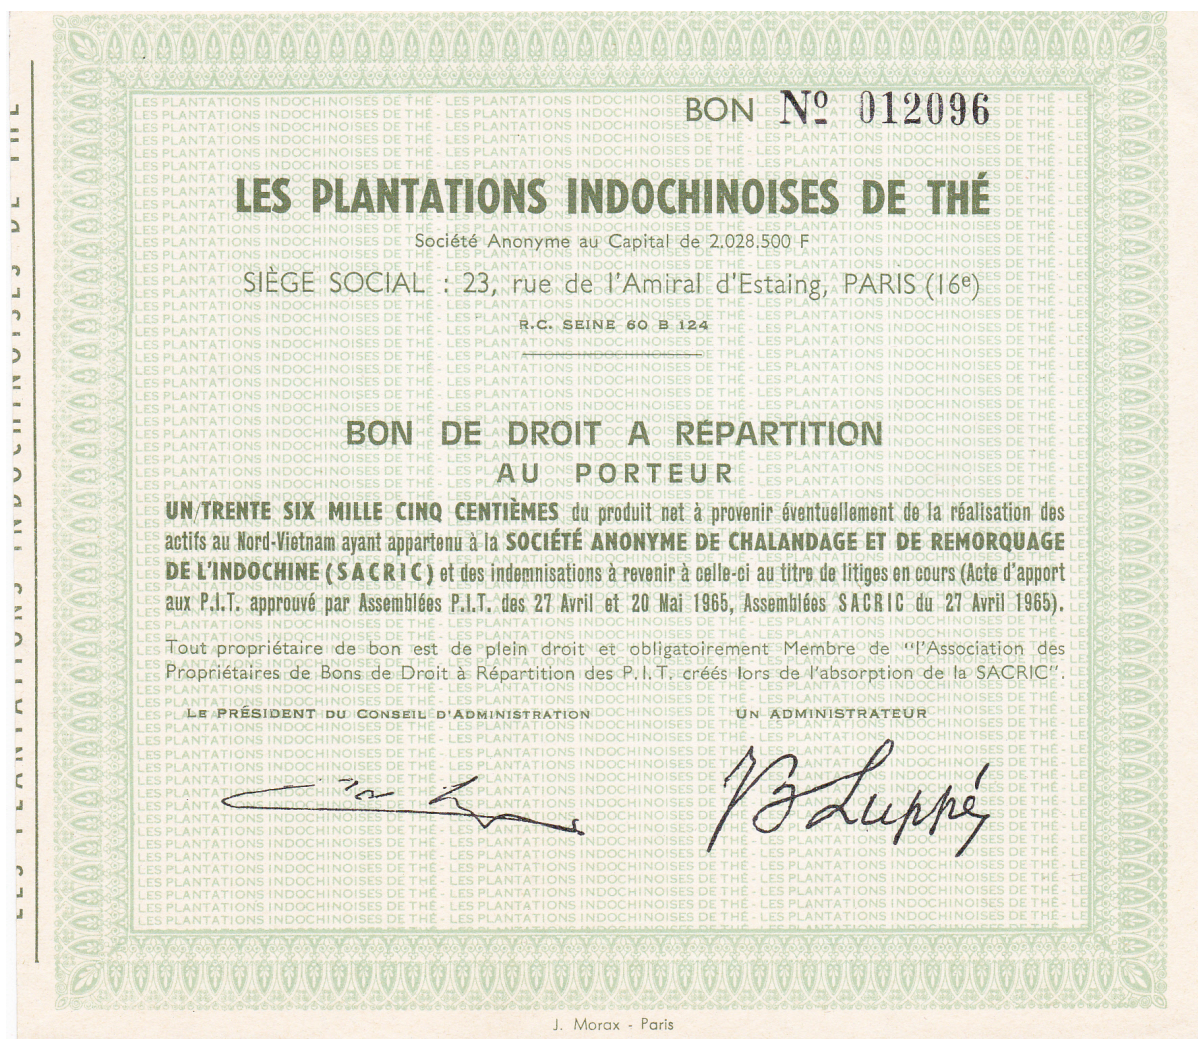 BON Nº 012096
LES PLANTATIONS INDOCHINOISES DE THÉ
Société Anonyme au Capital de 2.028.500 F
SIÈGE SOCIAL : 23, rue de l'Amiral d'Estaing, PARIS (16e)
R.C. SEINE 60 B 124
BON DE DROIT A RÉPARTITION
AU PORTEUR
UN/TRENTE SIX MILLE CINQ CENTIÈMES du produit net à provenir éventuellement de la réalisation des
actifs au Nord-Vietnam ayant appartenu à la SOCIÉTÉ ANONYME DE CHALANDAGE ET DE REMORQUAGE
DE L'INDOCHINE (SACRIC) et des indemnisations à revenir à celle-ci au titre de litiges en cours (Acte d'apport
aux P.I.T. approuvé par Assemblées P.I.T. des 27 Avril et 20 Mai 1965, Assemblées SACRIC du 27 Avril 1965).
Tout propriétaire de bon est de plein droit et obligatoirement Membre de "l'Association des
Propriétaires de Bons de Droit à Répartition des P.I.T. créés lors de l'absorption de la SACRIC".
LE PRÉSIDENT DU CONSEIL D'ADMINISTRATION UN ADMINISTRATEUR
Luppé
J. Morax - Paris